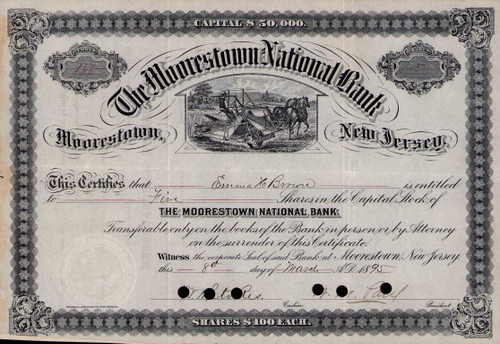 CAPITAL $50,000.
The Moorestown National Bank
Moorestown, New Jersey.
This Certifies that Emma H Brown is entitled
to Five Shares in the Capital Stock of
THE MOORESTOWN NATIONAL BANK
Transferable only on the books of the Bank in person or by Attorney
on the surrender of this Certificate.
Witness the corporate Seal of said Bank at Moorestown, New Jersey
this 8th day of March A.D. 1895
Cashier President
SHARES $100 EACH.